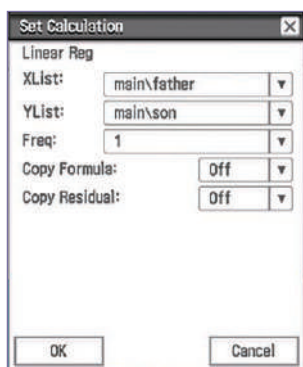 Set Calculation
Linear Reg
XList: main\father
YList: main\son
Freq: 1
Copy Formula: Off
Copy Residual: Off
OK Cancel